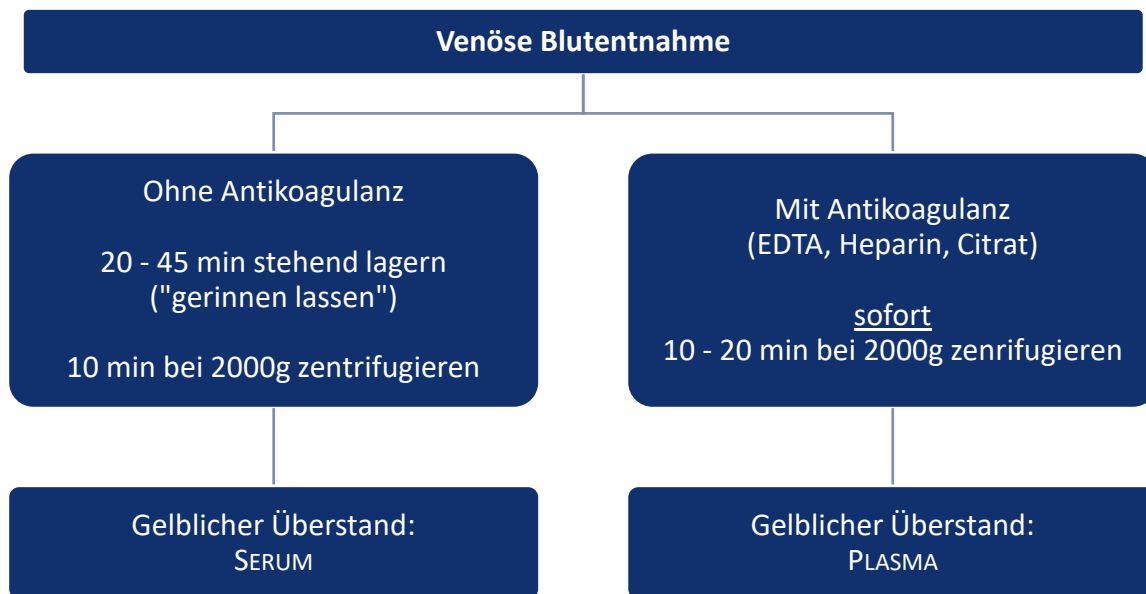 Venöse Blutentnahme
Ohne Antikoagulanz
20 - 45 min stehend lagern
("gerinnen lassen")
10 min bei 2000g zentrifugieren
Mit Antikoagulanz
(EDTA, Heparin, Citrat)
sofort
10 - 20 min bei 2000g zenrifugieren
Gelblicher Überstand:
SERUM
Gelblicher Überstand:
PLASMA